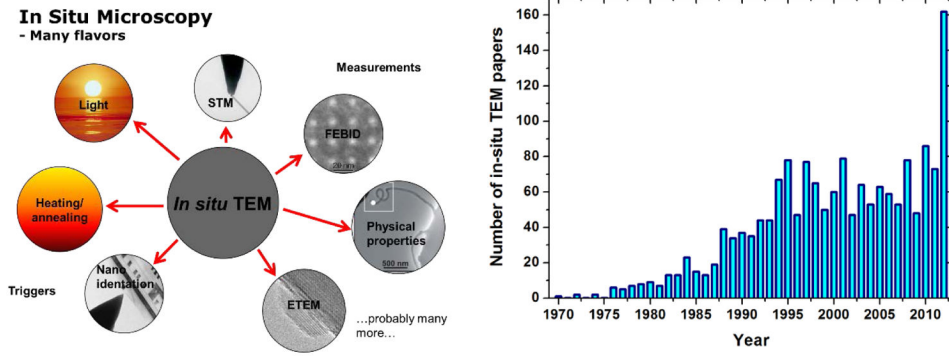 In Situ Microscopy
- Many flavors
Measurements
Light
STM
FEBID
20 nm
Heating/
annealing
In situ TEM
Physical
properties
500 nm
Nano
identation
Triggers
ETEM
...probably many
more...
Number of in-situ TEM papers
160
140
120
100
80
60
40
20
0
1970
1975
1980
1985
1990
1995
2000
2005
2010
Year